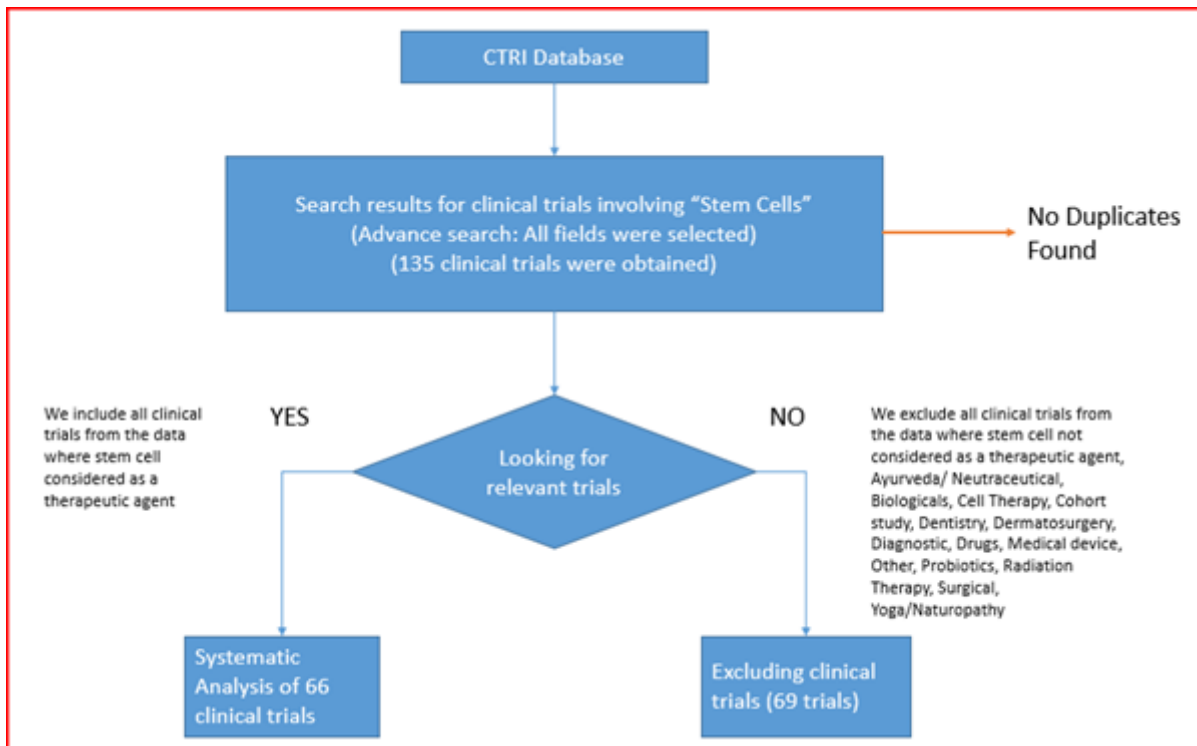 CTRI Database
Search results for clinical trials involving “Stem Cells”
(Advance search: All fields were selected)
(135 clinical trials were obtained)
No Duplicates
Found
We include all clinical
trials from the data
where stem cell
considered as a
therapeutic agent
YES
Looking for
relevant trials
NO
We exclude all clinical trials from
the data where stem cell not
considered as a therapeutic agent,
Ayurveda/ Neutraceutical,
Biologicals, Cell Therapy, Cohort
study, Dentistry, Dermatosurgery,
Diagnostic, Drugs, Medical device,
Other, Probiotics, Radiation
Therapy, Surgical,
Yoga/Naturopathy
Systematic
Analysis of 66
clinical trials
Excluding clinical
trials (69 trials)